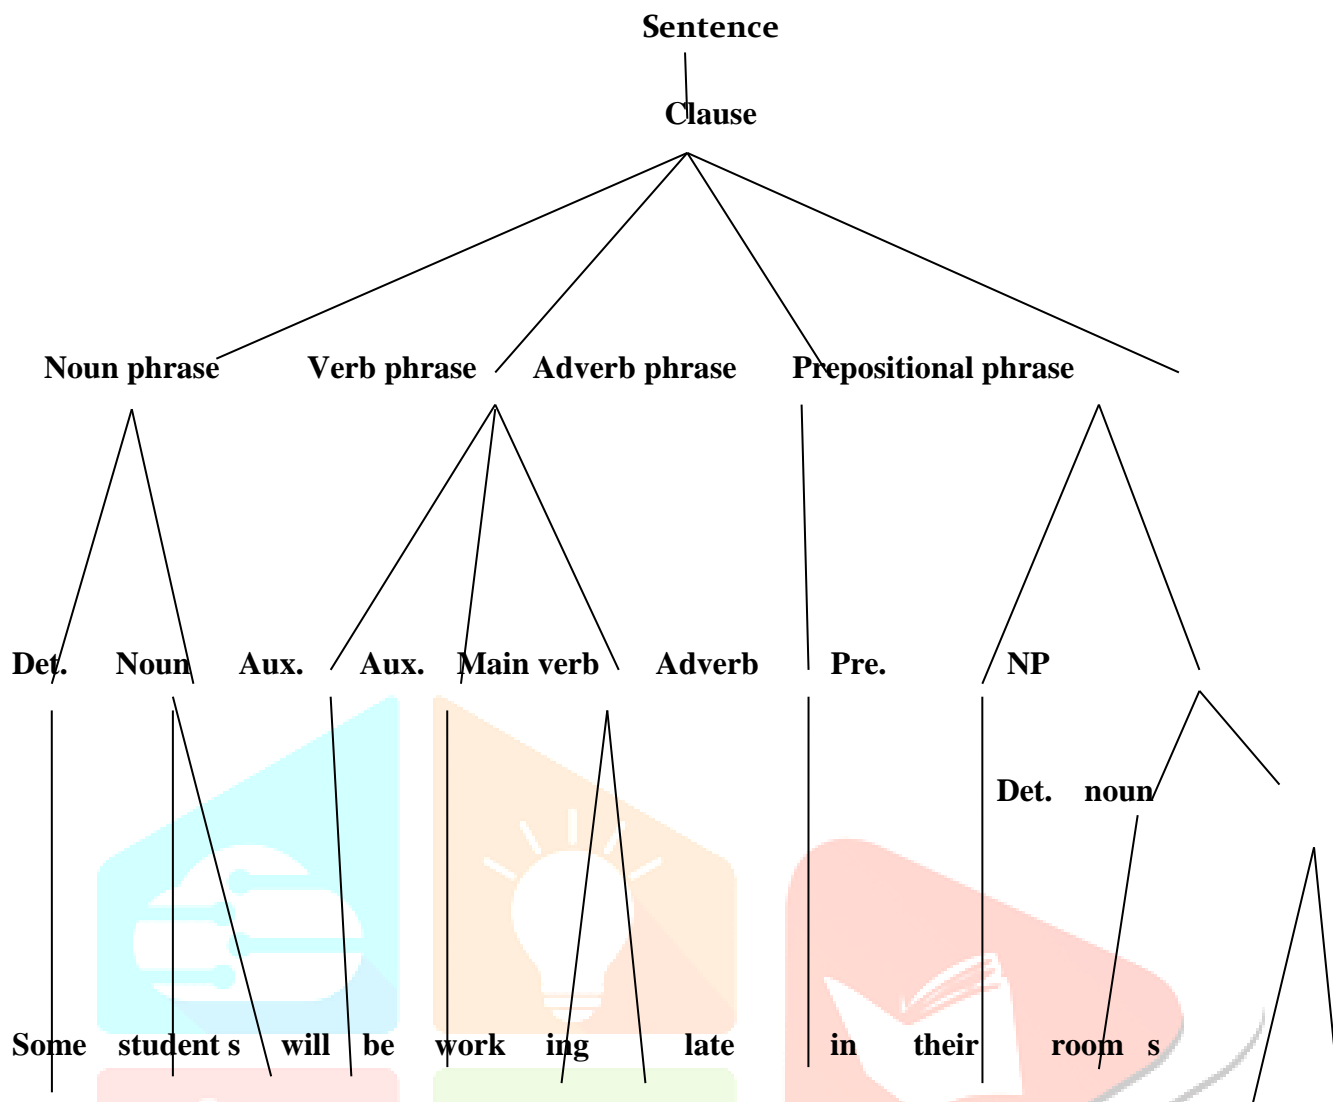 Sentence
Clause
Noun phrase Verb phrase Adverb phrase Prepositional phrase
Det. Noun Aux. Aux. Main verb Adverb Pre. NP
Det. noun
Some student s will be work ing late in their room s